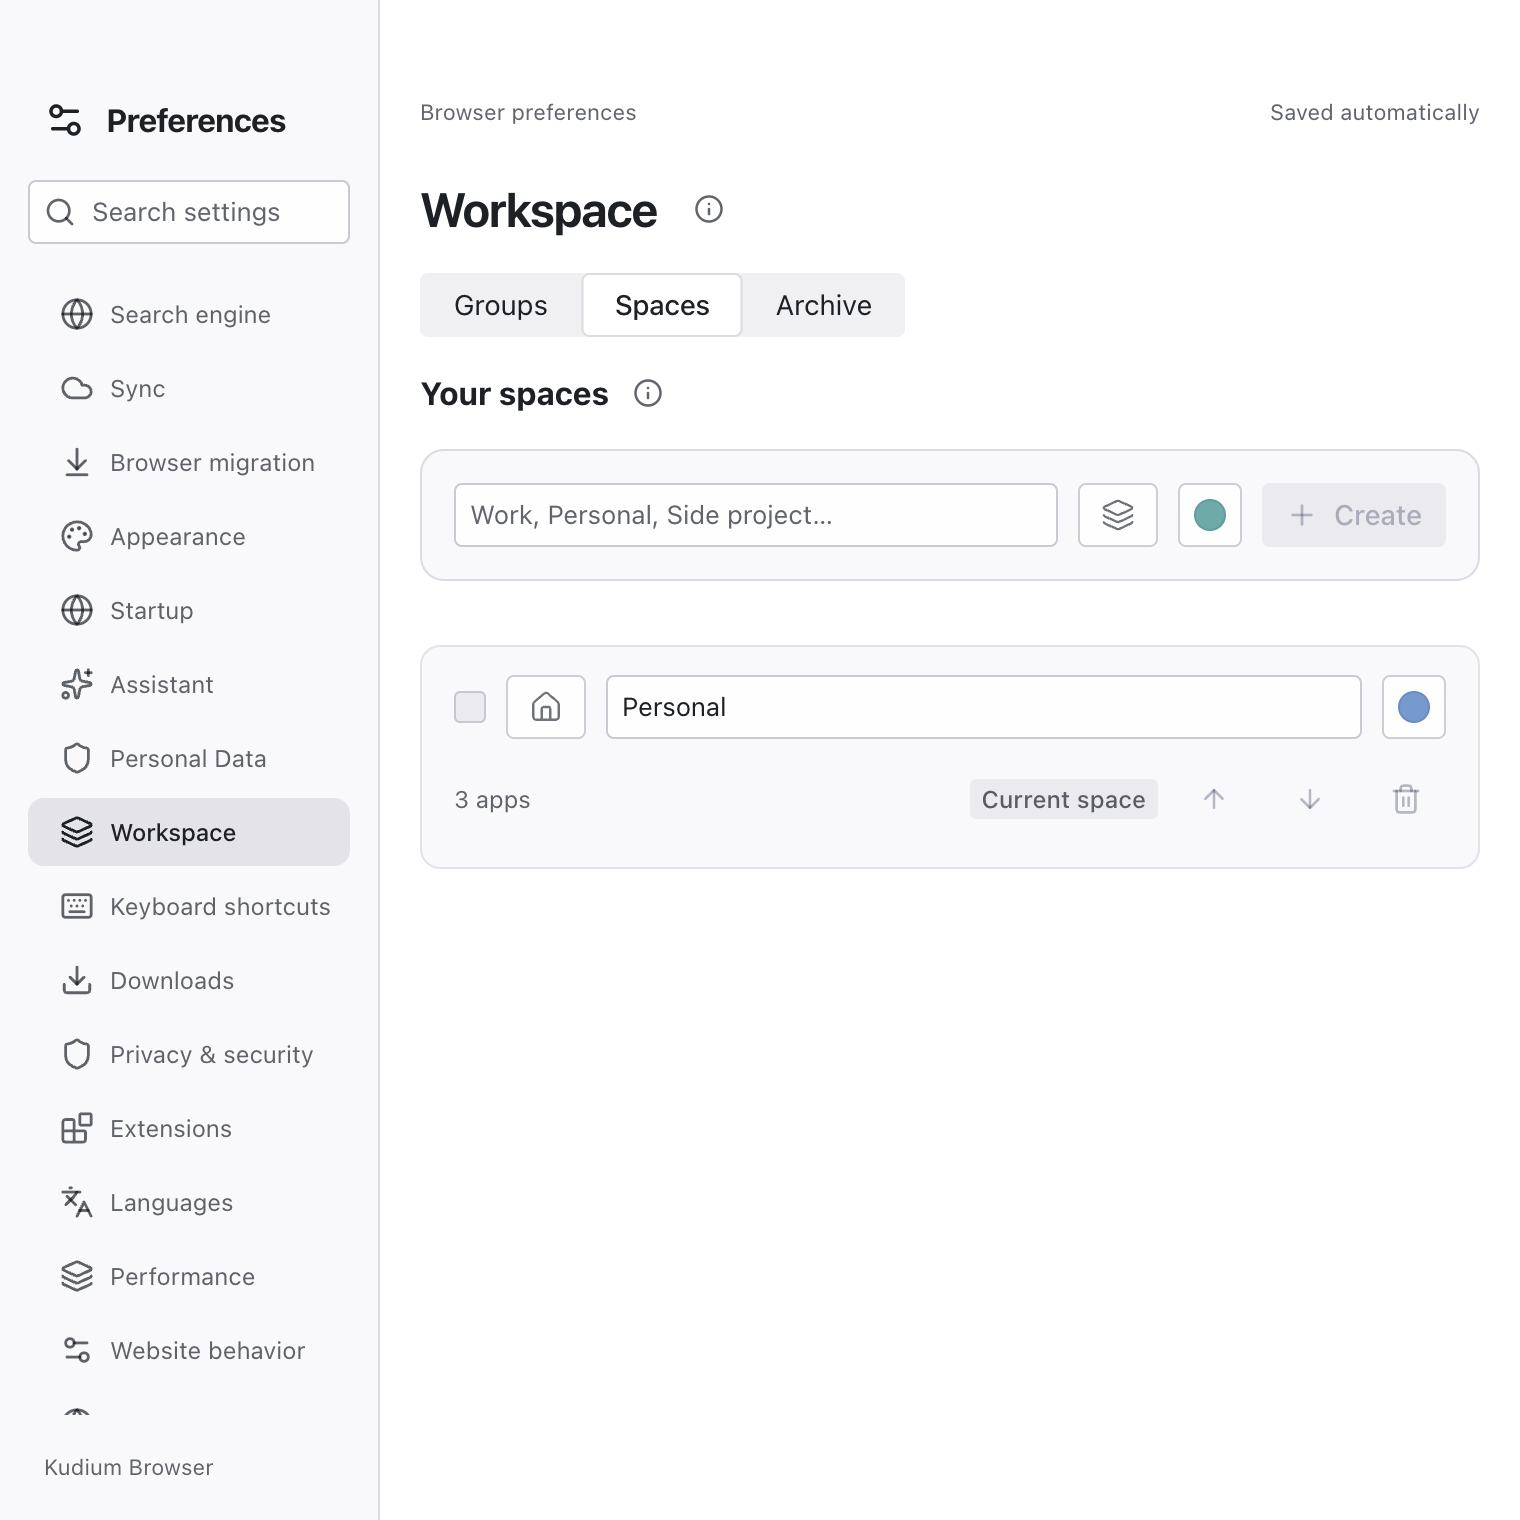 Preferences
Search settings
Search engine
Sync
Browser migration
Appearance
Startup
Assistant
Personal Data
Workspace
Keyboard shortcuts
Downloads
Privacy & security
Extensions
Languages
Performance
Website behavior
Kudium Browser
Browser preferences
Saved automatically
Workspace
Groups
Spaces
Archive
Your spaces
Work, Personal, Side project...
Create
Personal
3 apps
Current space